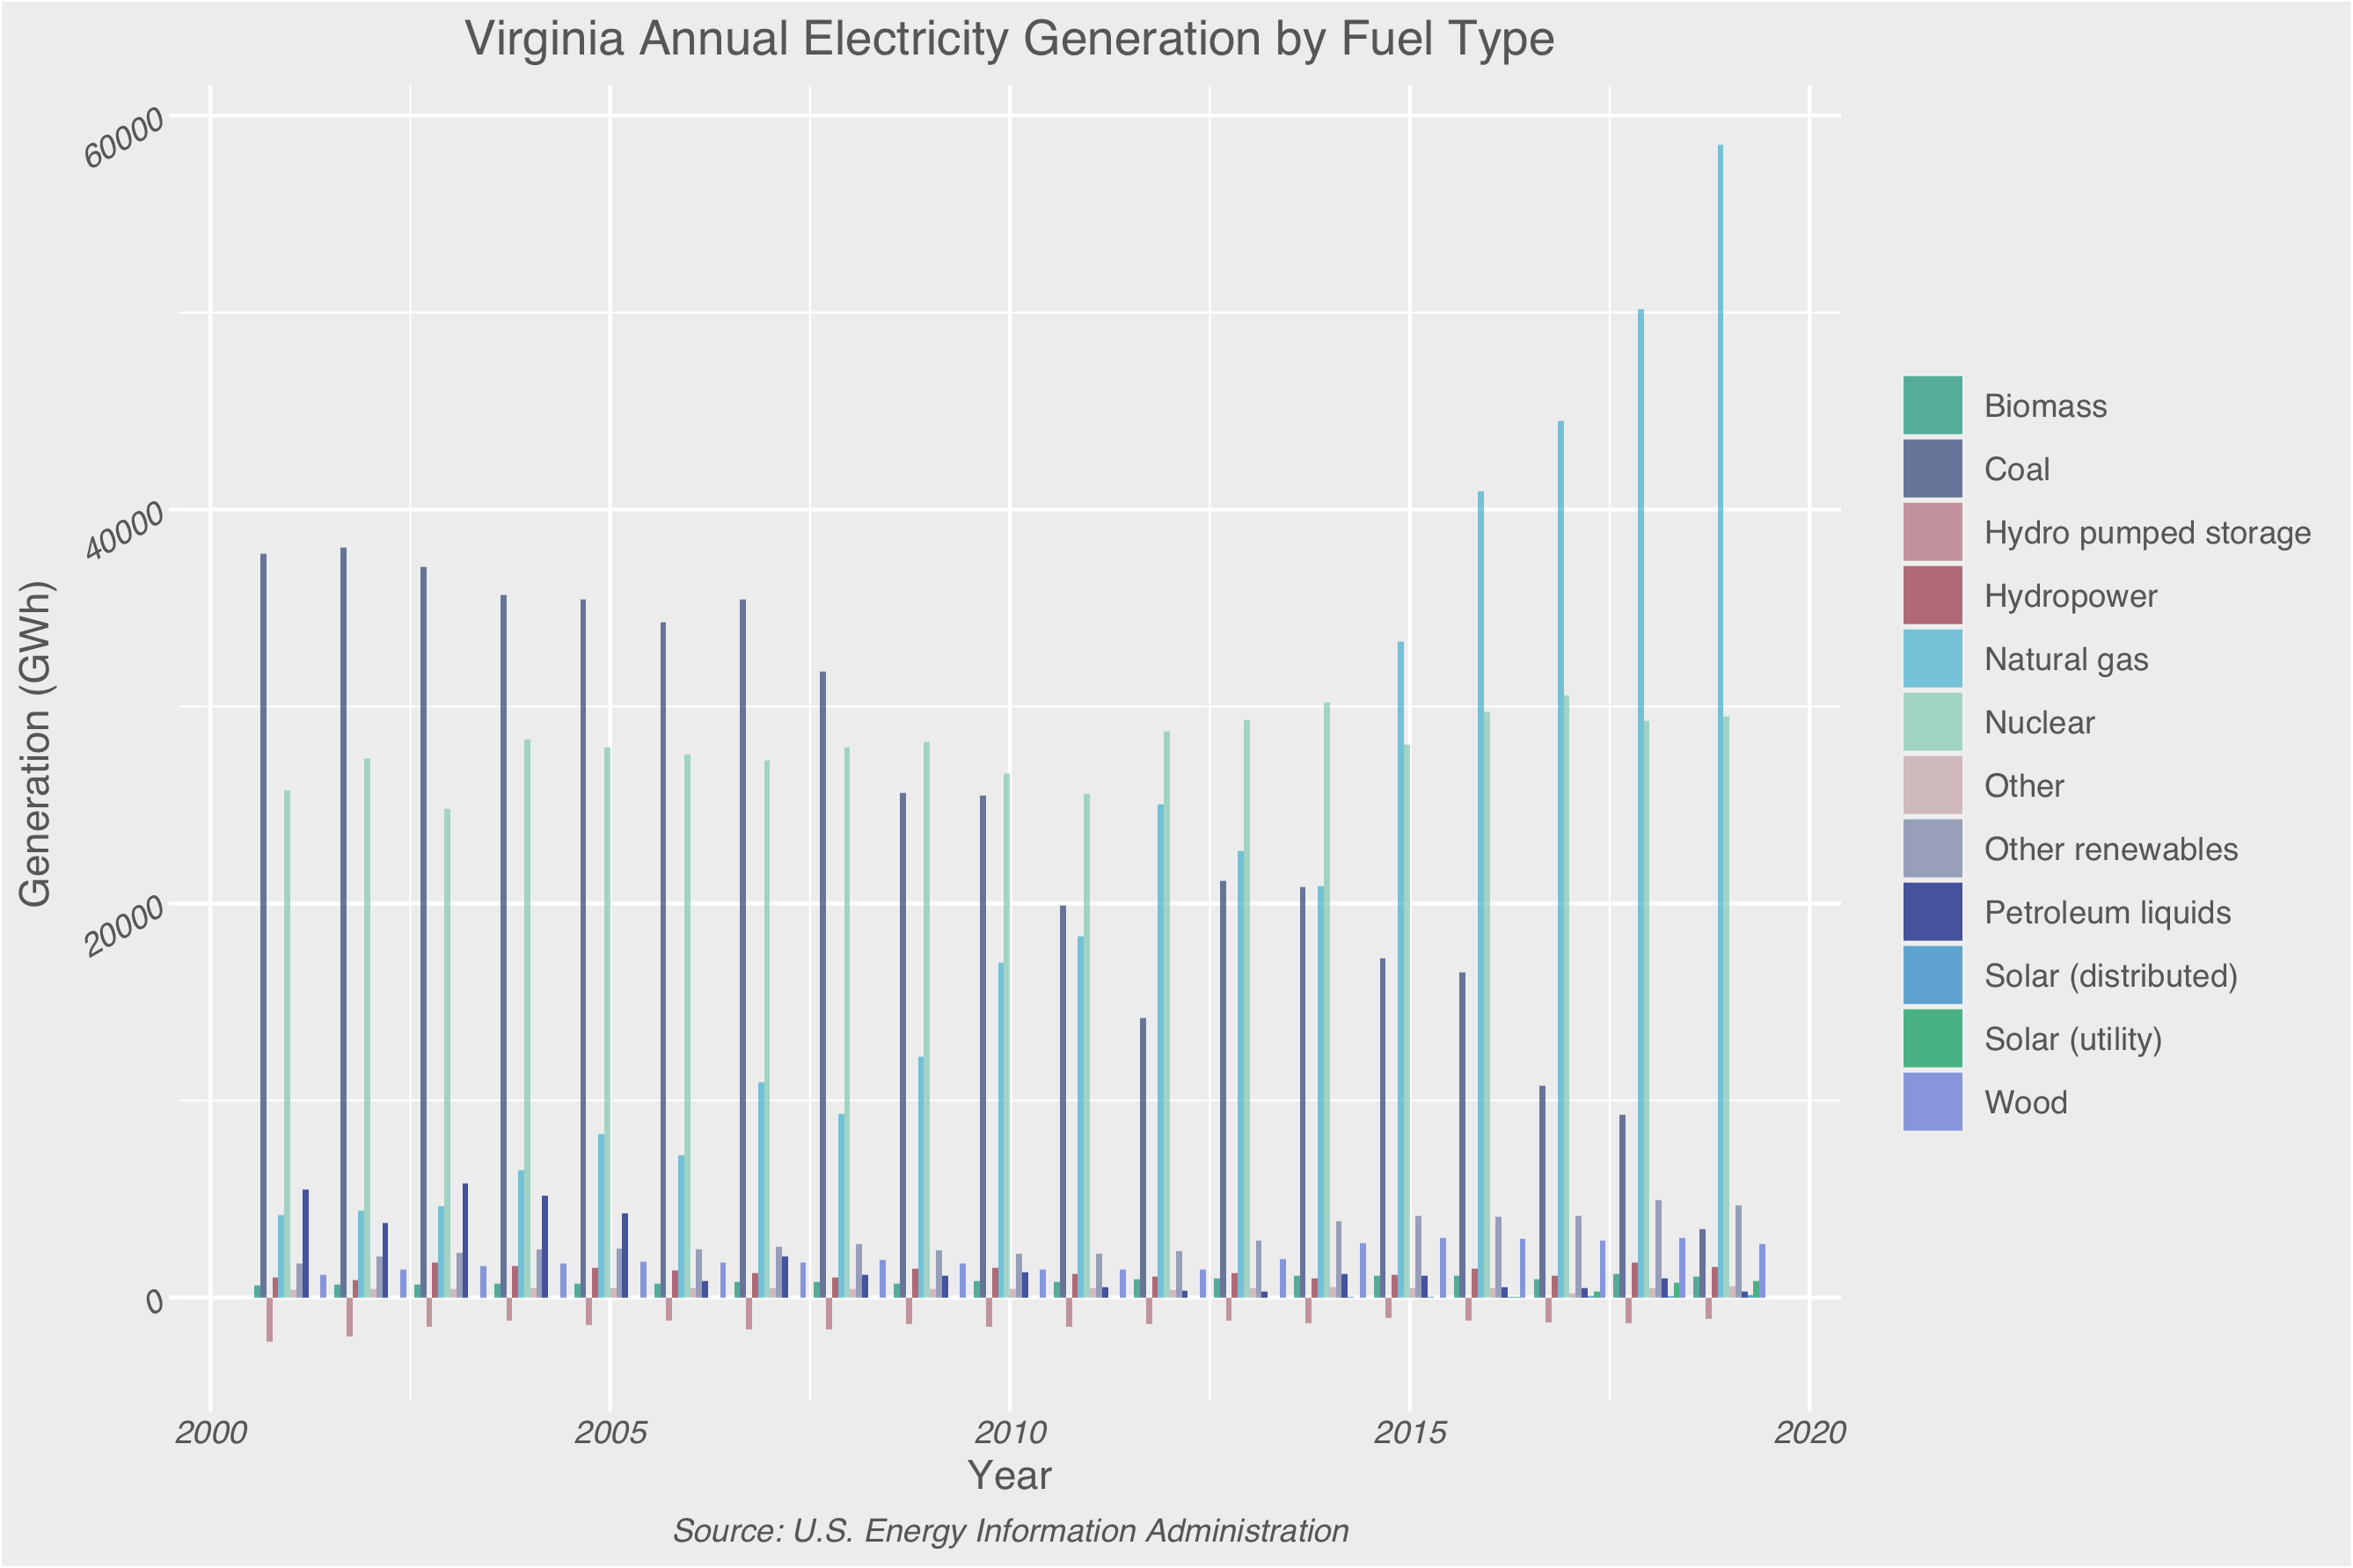 Virginia Annual Electricity Generation by Fuel Type
Generation (GWh)
60000
40000
20000
0
2000 2005 2010 2015 2020
Year
Source: U.S. Energy Information Administration
Biomass
Coal
Hydro pumped storage
Hydropower
Natural gas
Nuclear
Other
Other renewables
Petroleum liquids
Solar (distributed)
Solar (utility)
Wood